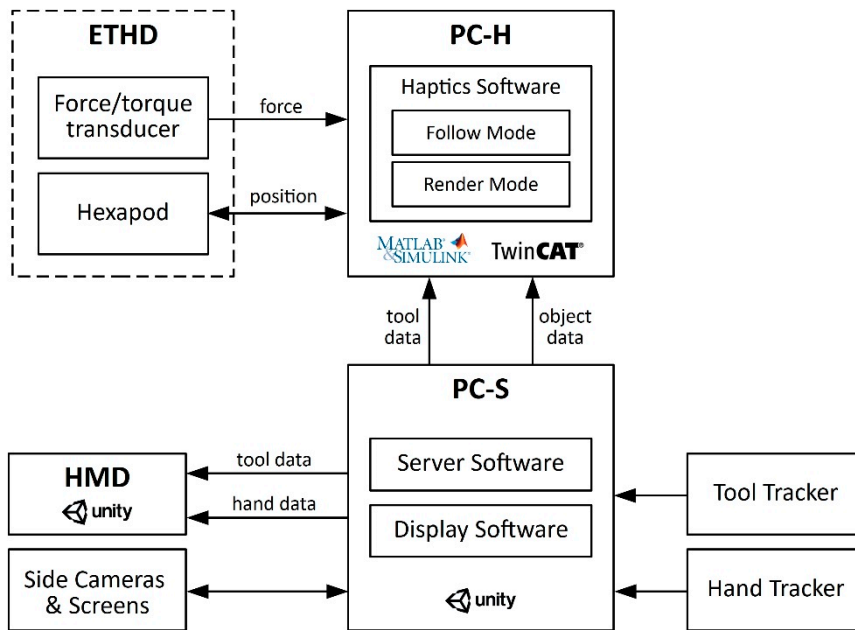 ETHD
Force/torque
transducer
Hexapod
force
position
PC-H
Haptics Software
Follow Mode
Render Mode
MATLAB®
&SIMULINK®
TwinCAT®
tool
data
object
data
PC-S
Server Software
Display Software
unity
tool data
hand data
HMD
unity
Side Cameras
& Screens
Tool Tracker
Hand Tracker